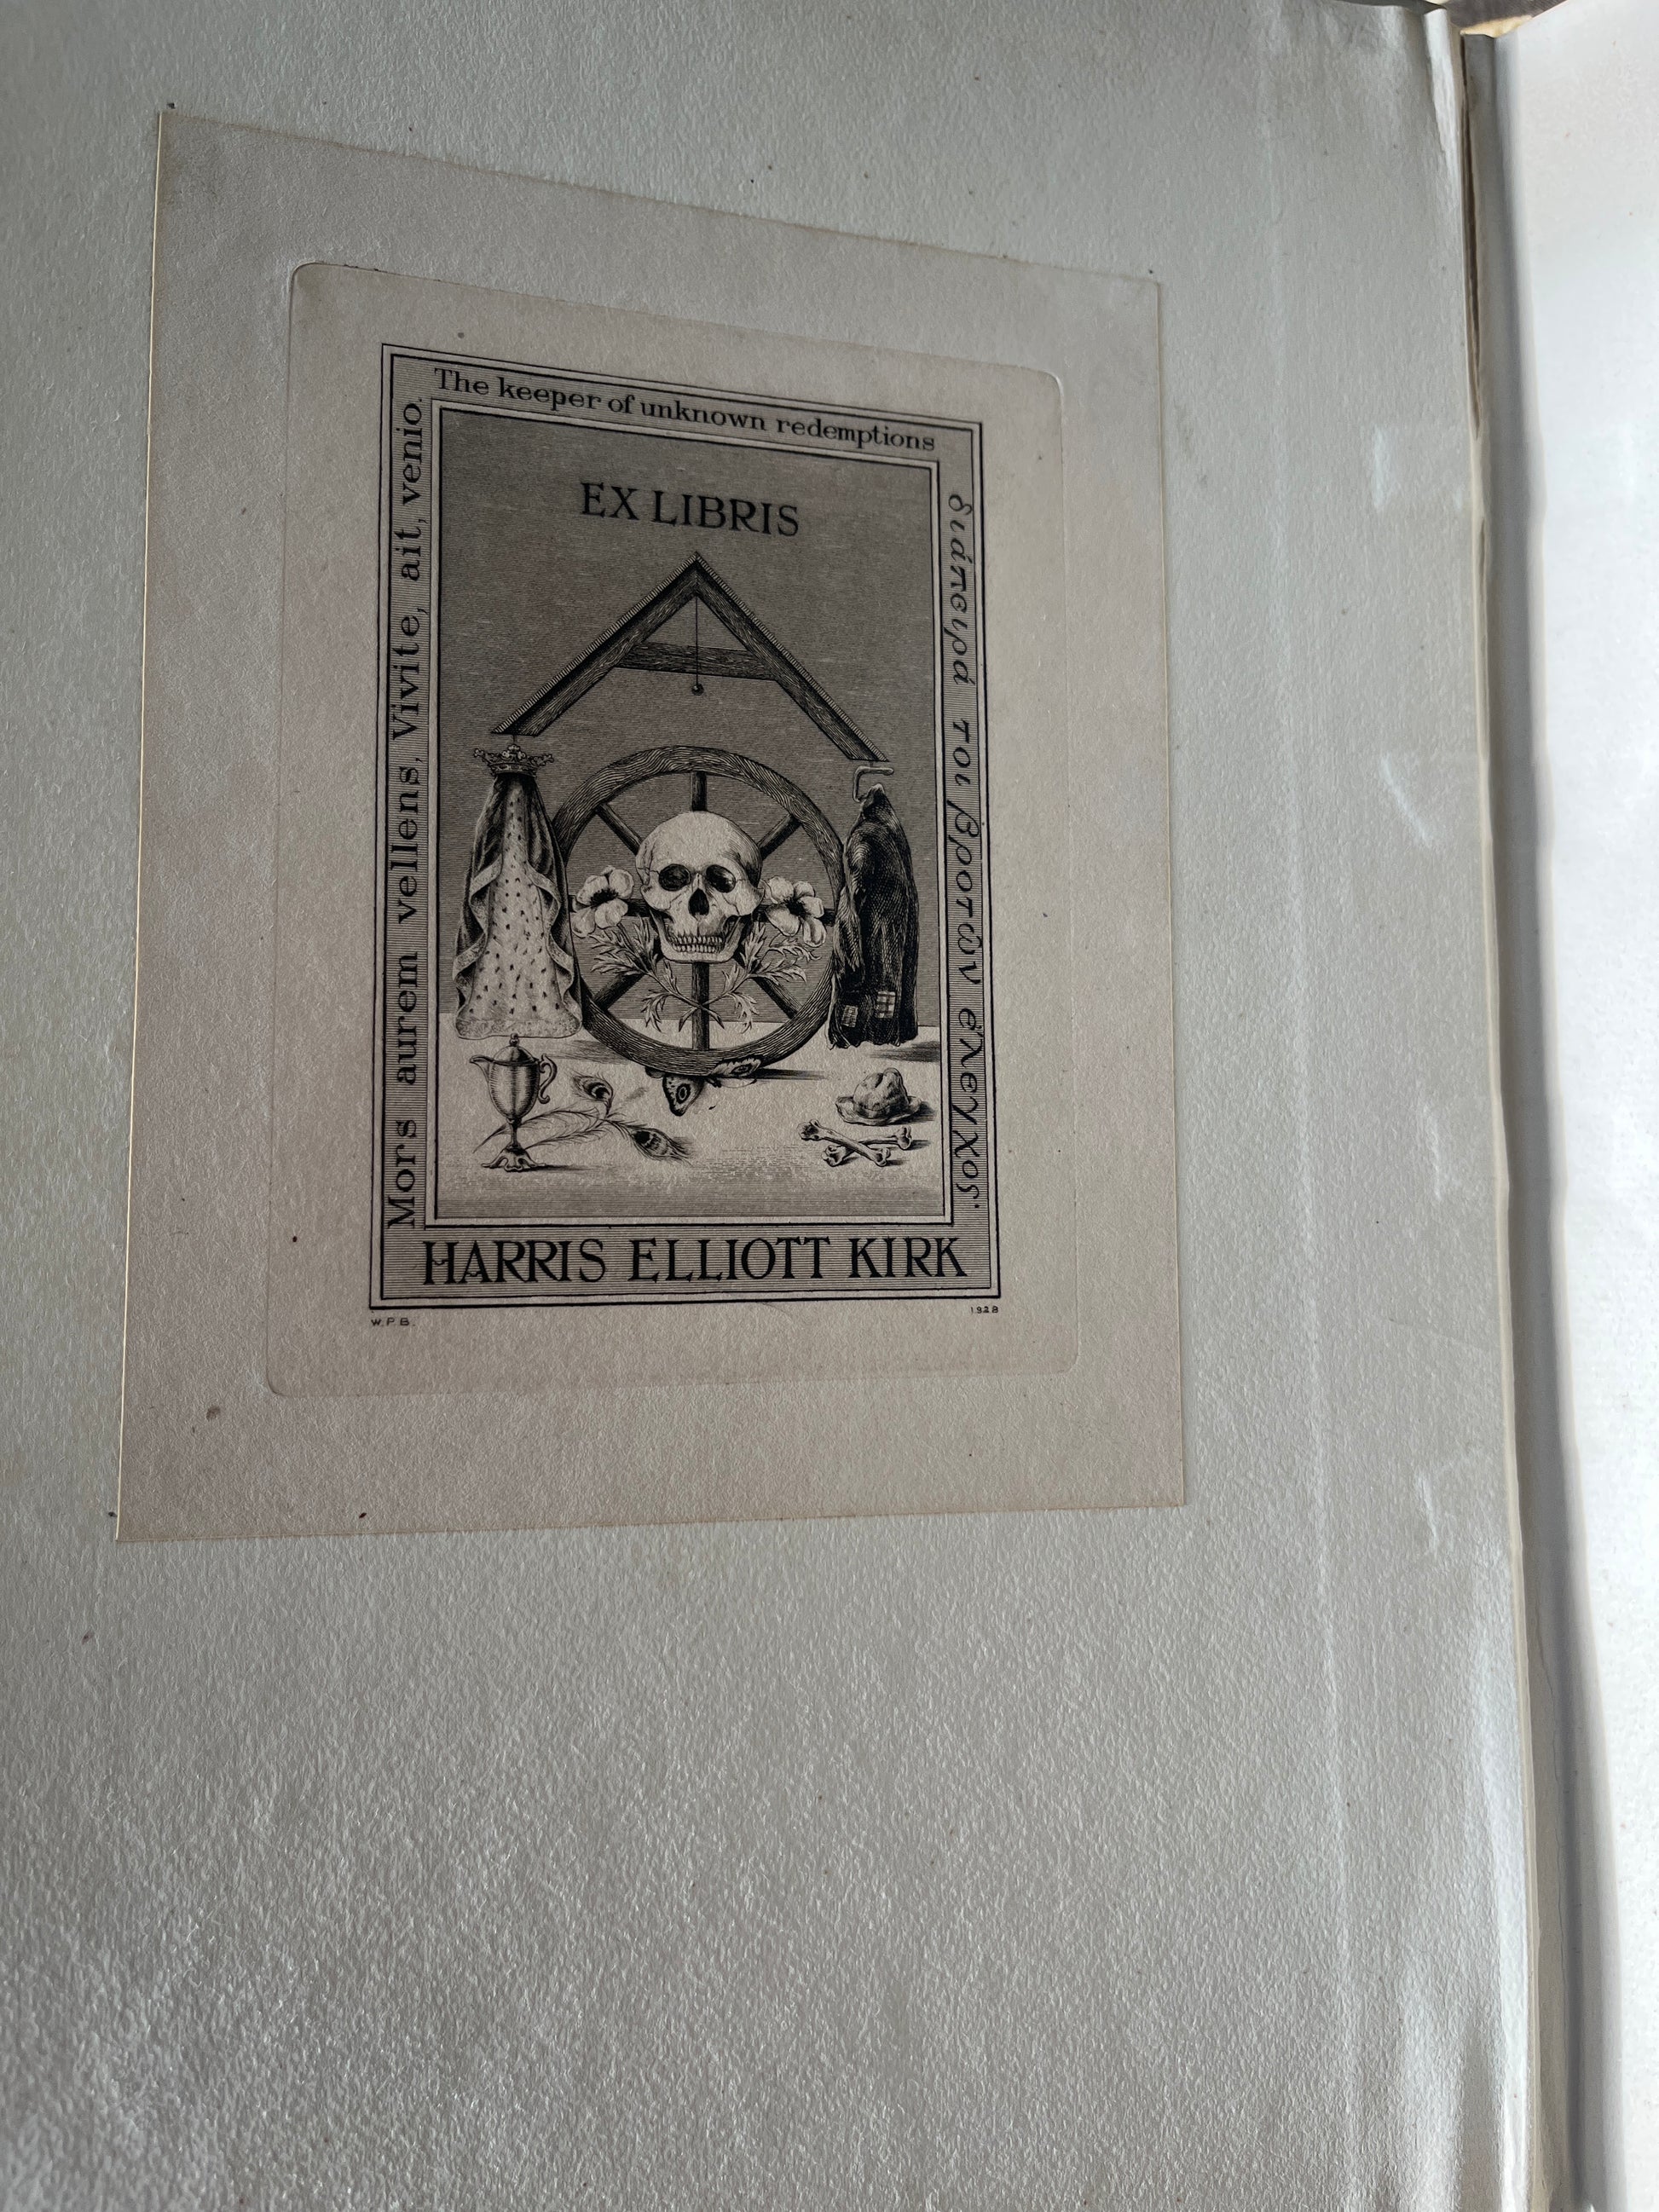 The keeper of unknown redemptions
Mors aurem vellens, Vivite, ait, venio.
EX LIBRIS
διάπειρά τοι βροτῶν ἔλεγχος·
HARRIS ELLIOTT KIRK
W.P.B.
1928